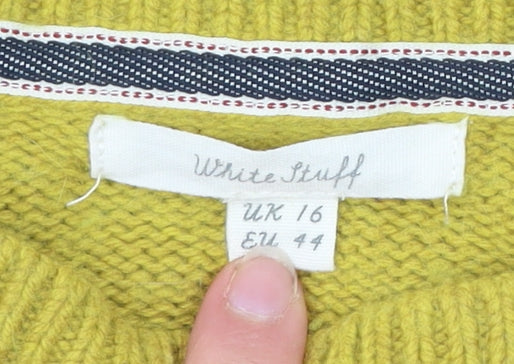 White Stuff
UK 16
EU 44